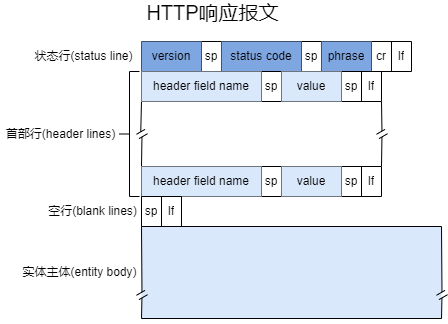 HTTP响应报文
状态行(status line) version sp status code sp phrase cr lf
header field name sp value sp lf
首部行(header lines)
header field name sp value sp lf
空行(blank lines) sp lf
实体主体(entity body)